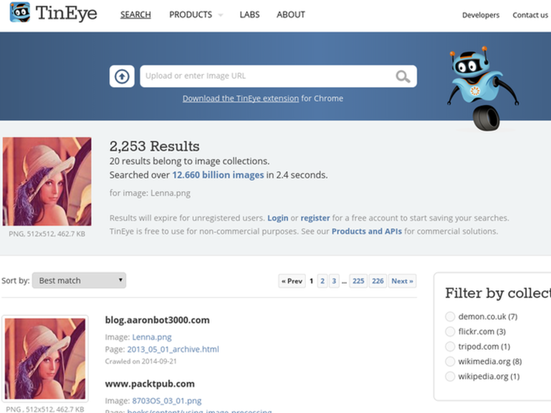 TinEye
SEARCH PRODUCTS LABS ABOUT
Developers Contact us
Upload or enter Image URL
Download the TinEye extension for Chrome
2,253 Results
20 results belong to image collections.
Searched over 12.660 billion images in 2.4 seconds.
for image: Lenna.png
PNG, 512x512, 462.7 KB
Results will expire for unregistered users. Login or register for a free account to start saving your searches.
TinEye is free to use for non-commercial purposes. See our Products and APIs for commercial solutions.
Sort by: Best match
« Prev 1 2 3 ... 225 226 Next »
Filter by collect
demon.co.uk (7)
flickr.com (3)
tripod.com (1)
wikimedia.org (8)
wikipedia.org (1)
blog.aaronbot3000.com
Image: Lenna.png
Page: 2013_05_01_archive.html
Crawled on 2014-09-21
www.packtpub.com
Image: 8703OS_03_01.png
Page: books/content/using-image-processing
PNG , 512x512, 462.7 KB